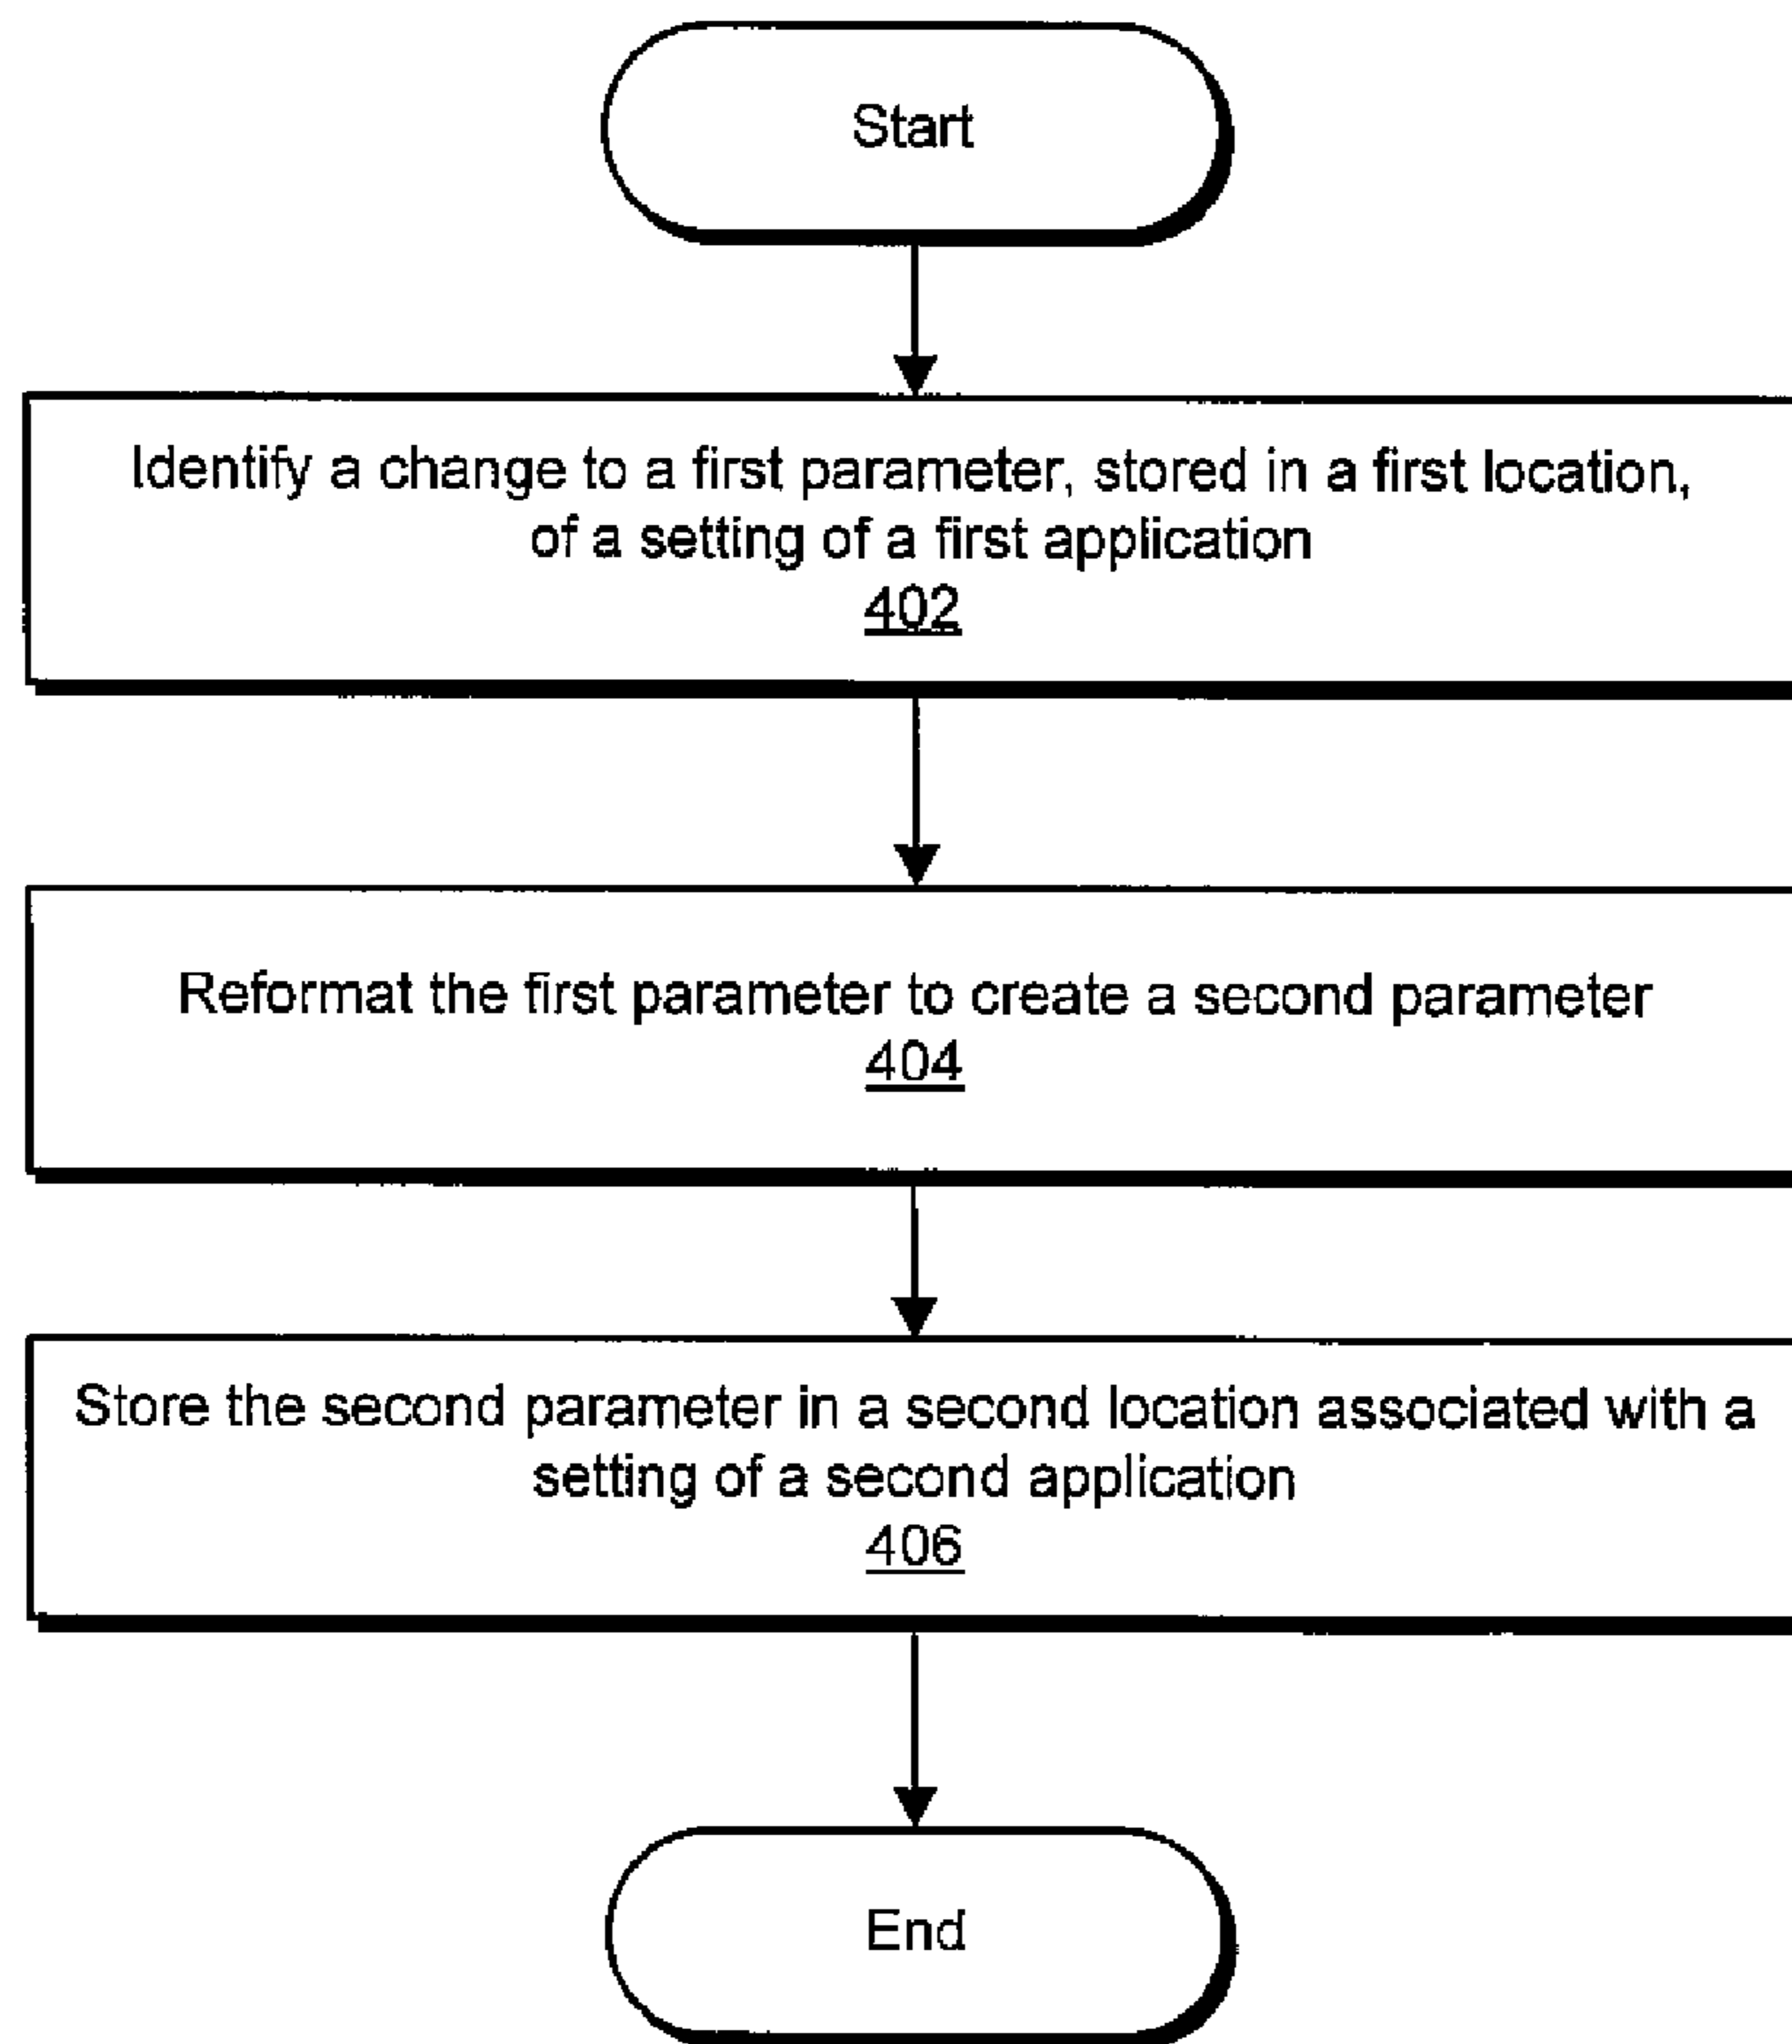 Start
Identify a change to a first parameter, stored in a first location,
of a setting of a first application
402
Reformat the first parameter to create a second parameter
404
Store the second parameter in a second location associated with a
setting of a second application
406
End